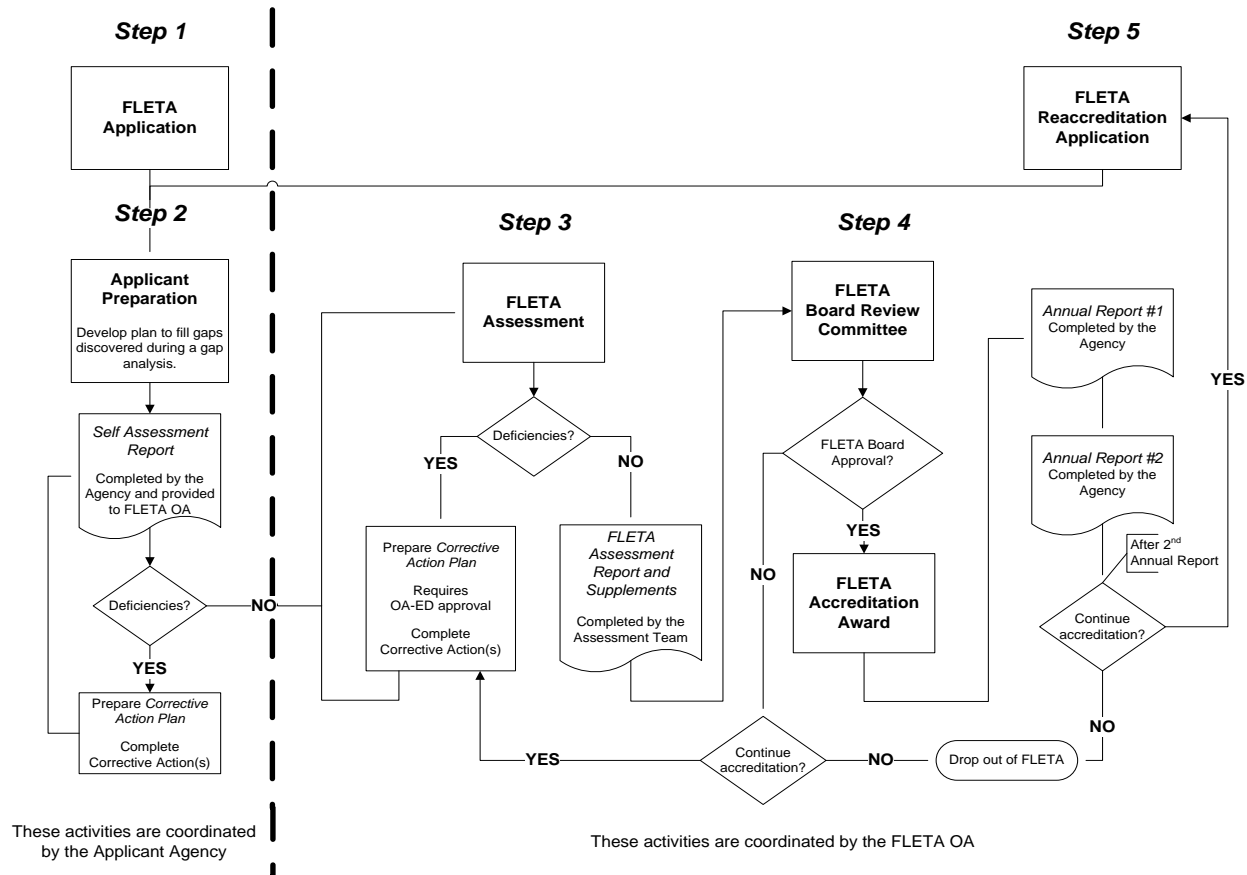 Step 1
FLETA
Application
Step 2
Applicant
Preparation
Develop plan to fill gaps
discovered during a gap
analysis.
Self Assessment
Report
Completed by the
Agency and provided
to FLETA OA
Deficiencies?
NO
YES
Prepare Corrective
Action Plan
Complete
Corrective Action(s)
These activities are coordinated
by the Applicant Agency
Step 3
FLETA
Assessment
Deficiencies?
YES
NO
Prepare Corrective
Action Plan
Requires
OA-ED approval
Complete
Corrective Action(s)
FLETA
Assessment
Report and
Supplements
Completed by the
Assessment Team
Step 4
FLETA
Board Review
Committee
FLETA Board
Approval?
YES
NO
FLETA
Accreditation
Award
Continue
accreditation?
YES
NO
Drop out of FLETA
Step 5
FLETA
Reaccreditation
Application
Annual Report #1
Completed by the
Agency
Annual Report #2
Completed by the
Agency
After 2nd
Annual Report
Continue
accreditation?
YES
NO
These activities are coordinated by the FLETA OA